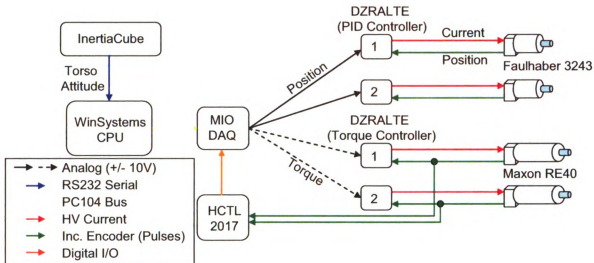 InertiaCube
Torso
Attitude
WinSystems
CPU
Analog (+/- 10V)
RS232 Serial
PC104 Bus
HV Current
Inc. Encoder (Pulses)
Digital I/O
MIO
DAQ
HCTL
2017
Position
Torque
DZRALTE
(PID Controller)
1
2
Current
Position
Faulhaber 3243
DZRALTE
(Torque Controller)
1
2
Maxon RE40